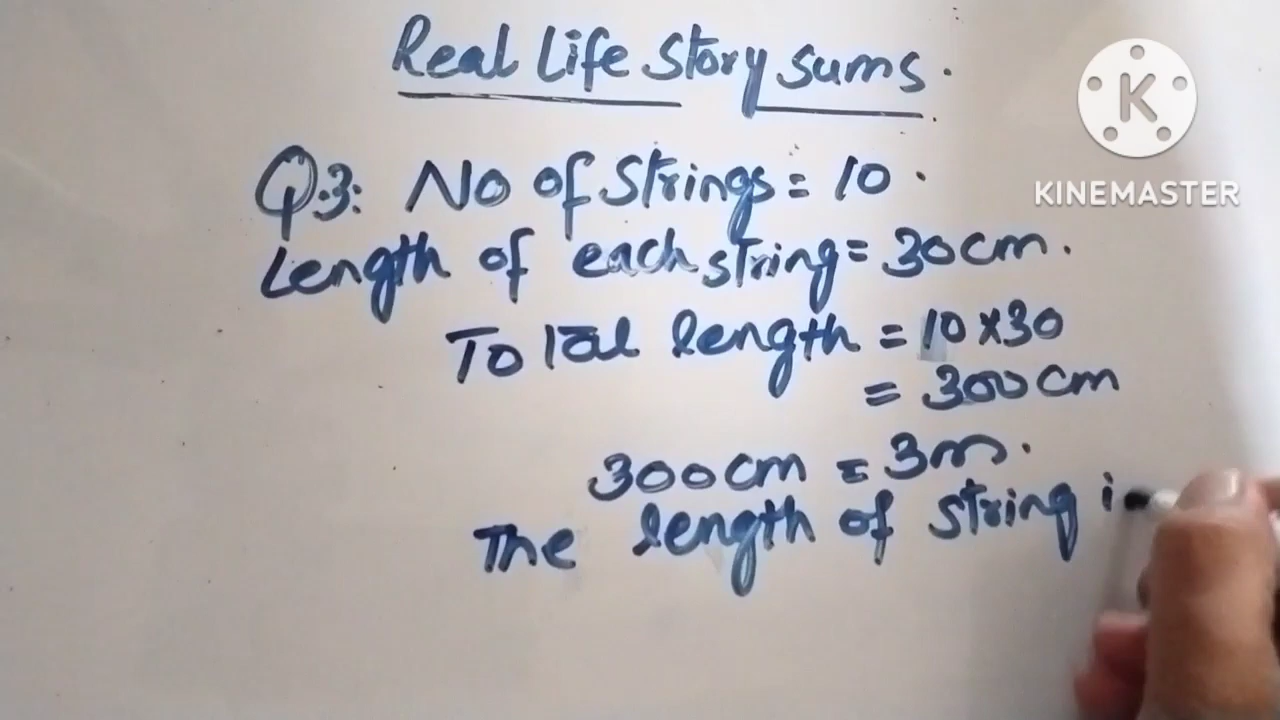 Real Life Story sums.
K
KINEMASTER
Q.3: No of Strings = 10.
Length of each string = 30cm.
Total length = 10 x 30
= 300 cm
300 cm = 3m.
The length of string i